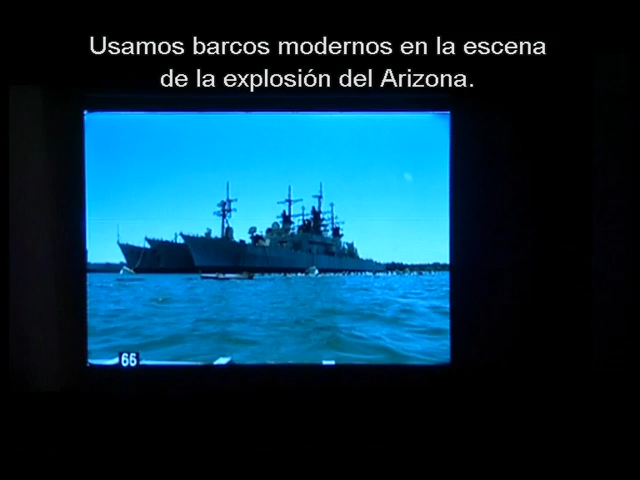 Usamos barcos modernos en la escena
de la explosión del Arizona.
66